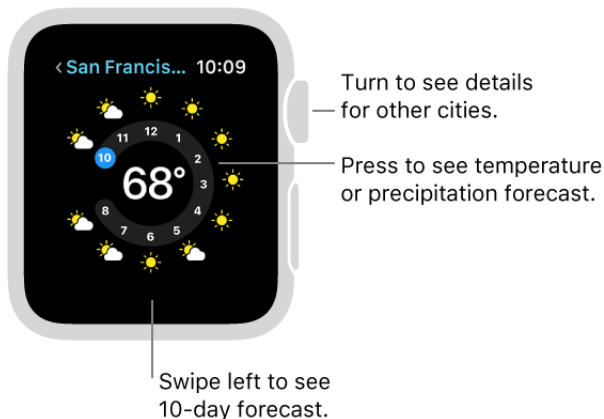 < San Francis... 10:09
11 12 1
10 2
68° 3
8 4
7 6 5
Turn to see details
for other cities.
Press to see temperature
or precipitation forecast.
Swipe left to see
10-day forecast.